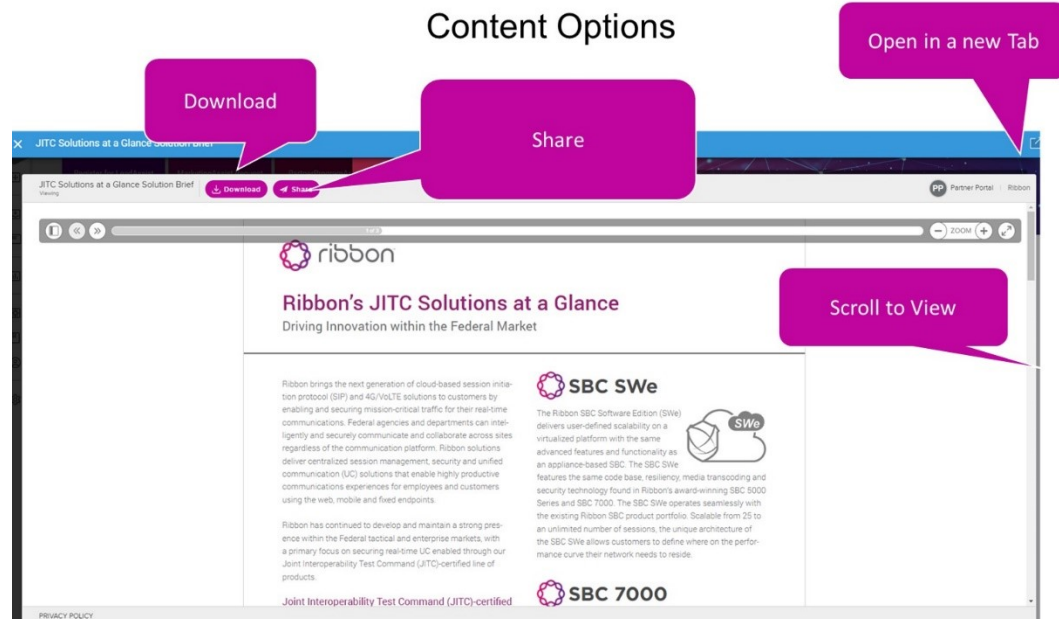 Content Options
Open in a new Tab
Download
Share
JITC Solutions at a Glance Solution Brief
JITC Solutions at a Glance Solution Brief
Viewing
Download
Share
PP Partner Portal | Ribbon
ZOOM
ribbon
Ribbon's JITC Solutions at a Glance
Driving Innovation within the Federal Market
Scroll to View
Ribbon brings the next generation of cloud-based session initia-
tion protocol (SIP) and 4G/VoLTE solutions to customers by
enabling and securing mission-critical traffic for their real-time
communications. Federal agencies and departments can intel-
ligently and securely communicate and collaborate across sites
regardless of the communication platform. Ribbon solutions
deliver centralized session management, security and unified
communication (UC) solutions that enable highly productive
communications experiences for employees and customers
using the web, mobile and fixed endpoints.
Ribbon has continued to develop and maintain a strong pres-
ence within the Federal tactical and enterprise markets, with
a primary focus on securing real-time UC enabled through our
Joint Interoperability Test Command (JITC)-certified line of
products.
Joint Interoperability Test Command (JITC)-certified
SBC SWe
The Ribbon SBC Software Edition (SWe)
delivers user-defined scalability on a
virtualized platform with the same
advanced features and functionality as
an appliance-based SBC. The SBC SWe
features the same code base, resiliency, media transcoding and
security technology found in Ribbon's award-winning SBC 5000
Series and SBC 7000. The SBC SWe operates seamlessly with
the existing Ribbon SBC product portfolio. Scalable from 25 to
an unlimited number of sessions, the unique architecture of
the SBC SWe allows customers to define where on the perfor-
mance curve their network needs to reside.
SWe
SBC 7000
PRIVACY POLICY